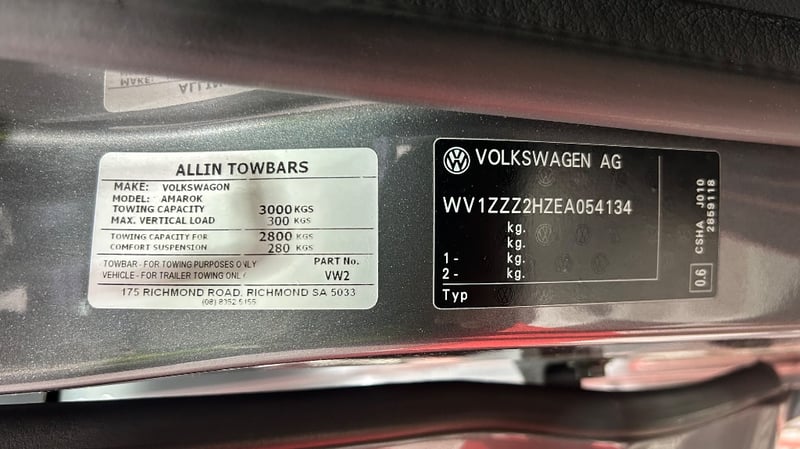 ALLIN TOWBARS
MAKE: VOLKSWAGON
MODEL: AMAROK
TOWING CAPACITY 3000 KGS
MAX. VERTICAL LOAD 300 KGS
TOWING CAPACITY FOR 2800 KGS
COMFORT SUSPENSION 280 KGS
TOWBAR - FOR TOWING PURPOSES ONLY PART No.
VEHICLE - FOR TRAILER TOWING ONLY VW2
175 RICHMOND ROAD, RICHMOND SA 5033
(08) 8352 5155
VOLKSWAGEN AG
WV1ZZZ2HZEA054134
kg.
kg.
1 - kg.
2 - kg.
Typ
CSHA J010
2859118
0.6
MAKE:
ALLIN